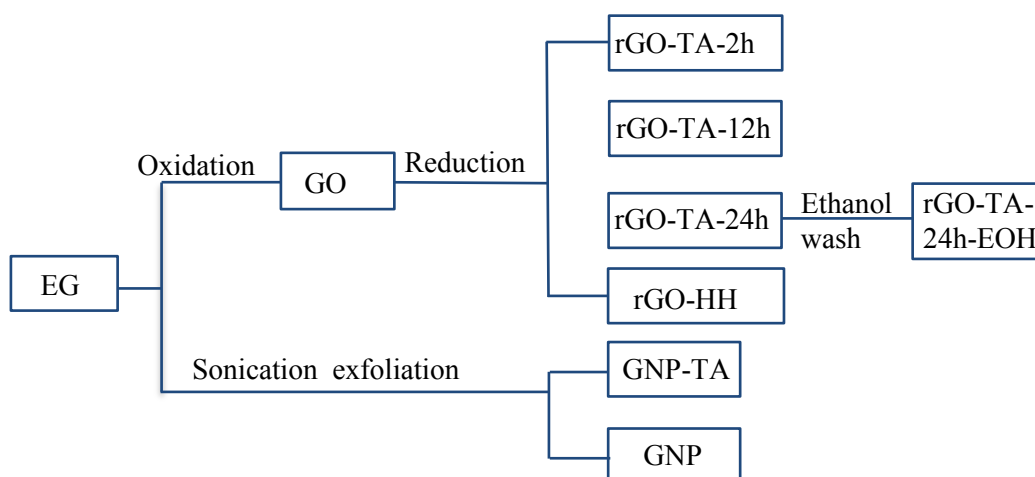 rGO-TA-2h
rGO-TA-12h
Oxidation
GO
Reduction
rGO-TA-24h
Ethanol
wash
rGO-TA-
24h-EOH
EG
rGO-HH
Sonication exfoliation
GNP-TA
GNP